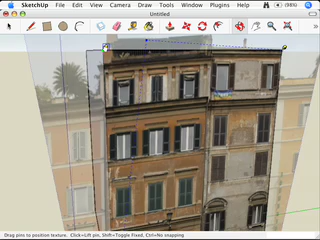 SketchUp File Edit View Camera Draw Tools Window Help (98%)
Untitled
Drag pins to position texture. Click=Lift pin, Shift=Toggle Fixed, Ctrl=No snapping